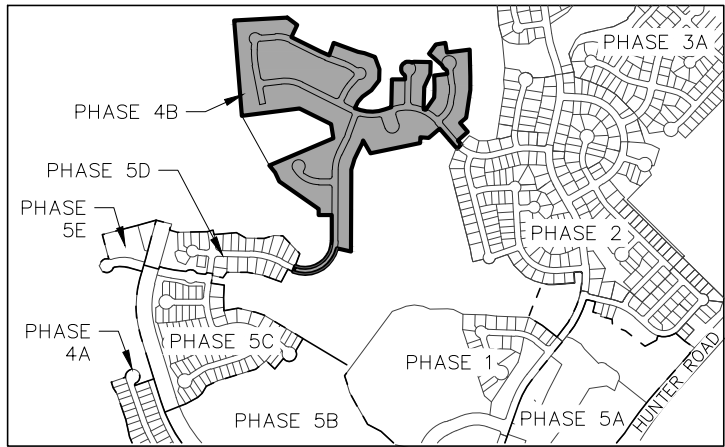 PHASE 3A
PHASE 4B
PHASE 5D
PHASE
5E
PHASE 2
PHASE
4A
PHASE 5C
PHASE 1
HUNTER ROAD
PHASE 5B
PHASE 5A